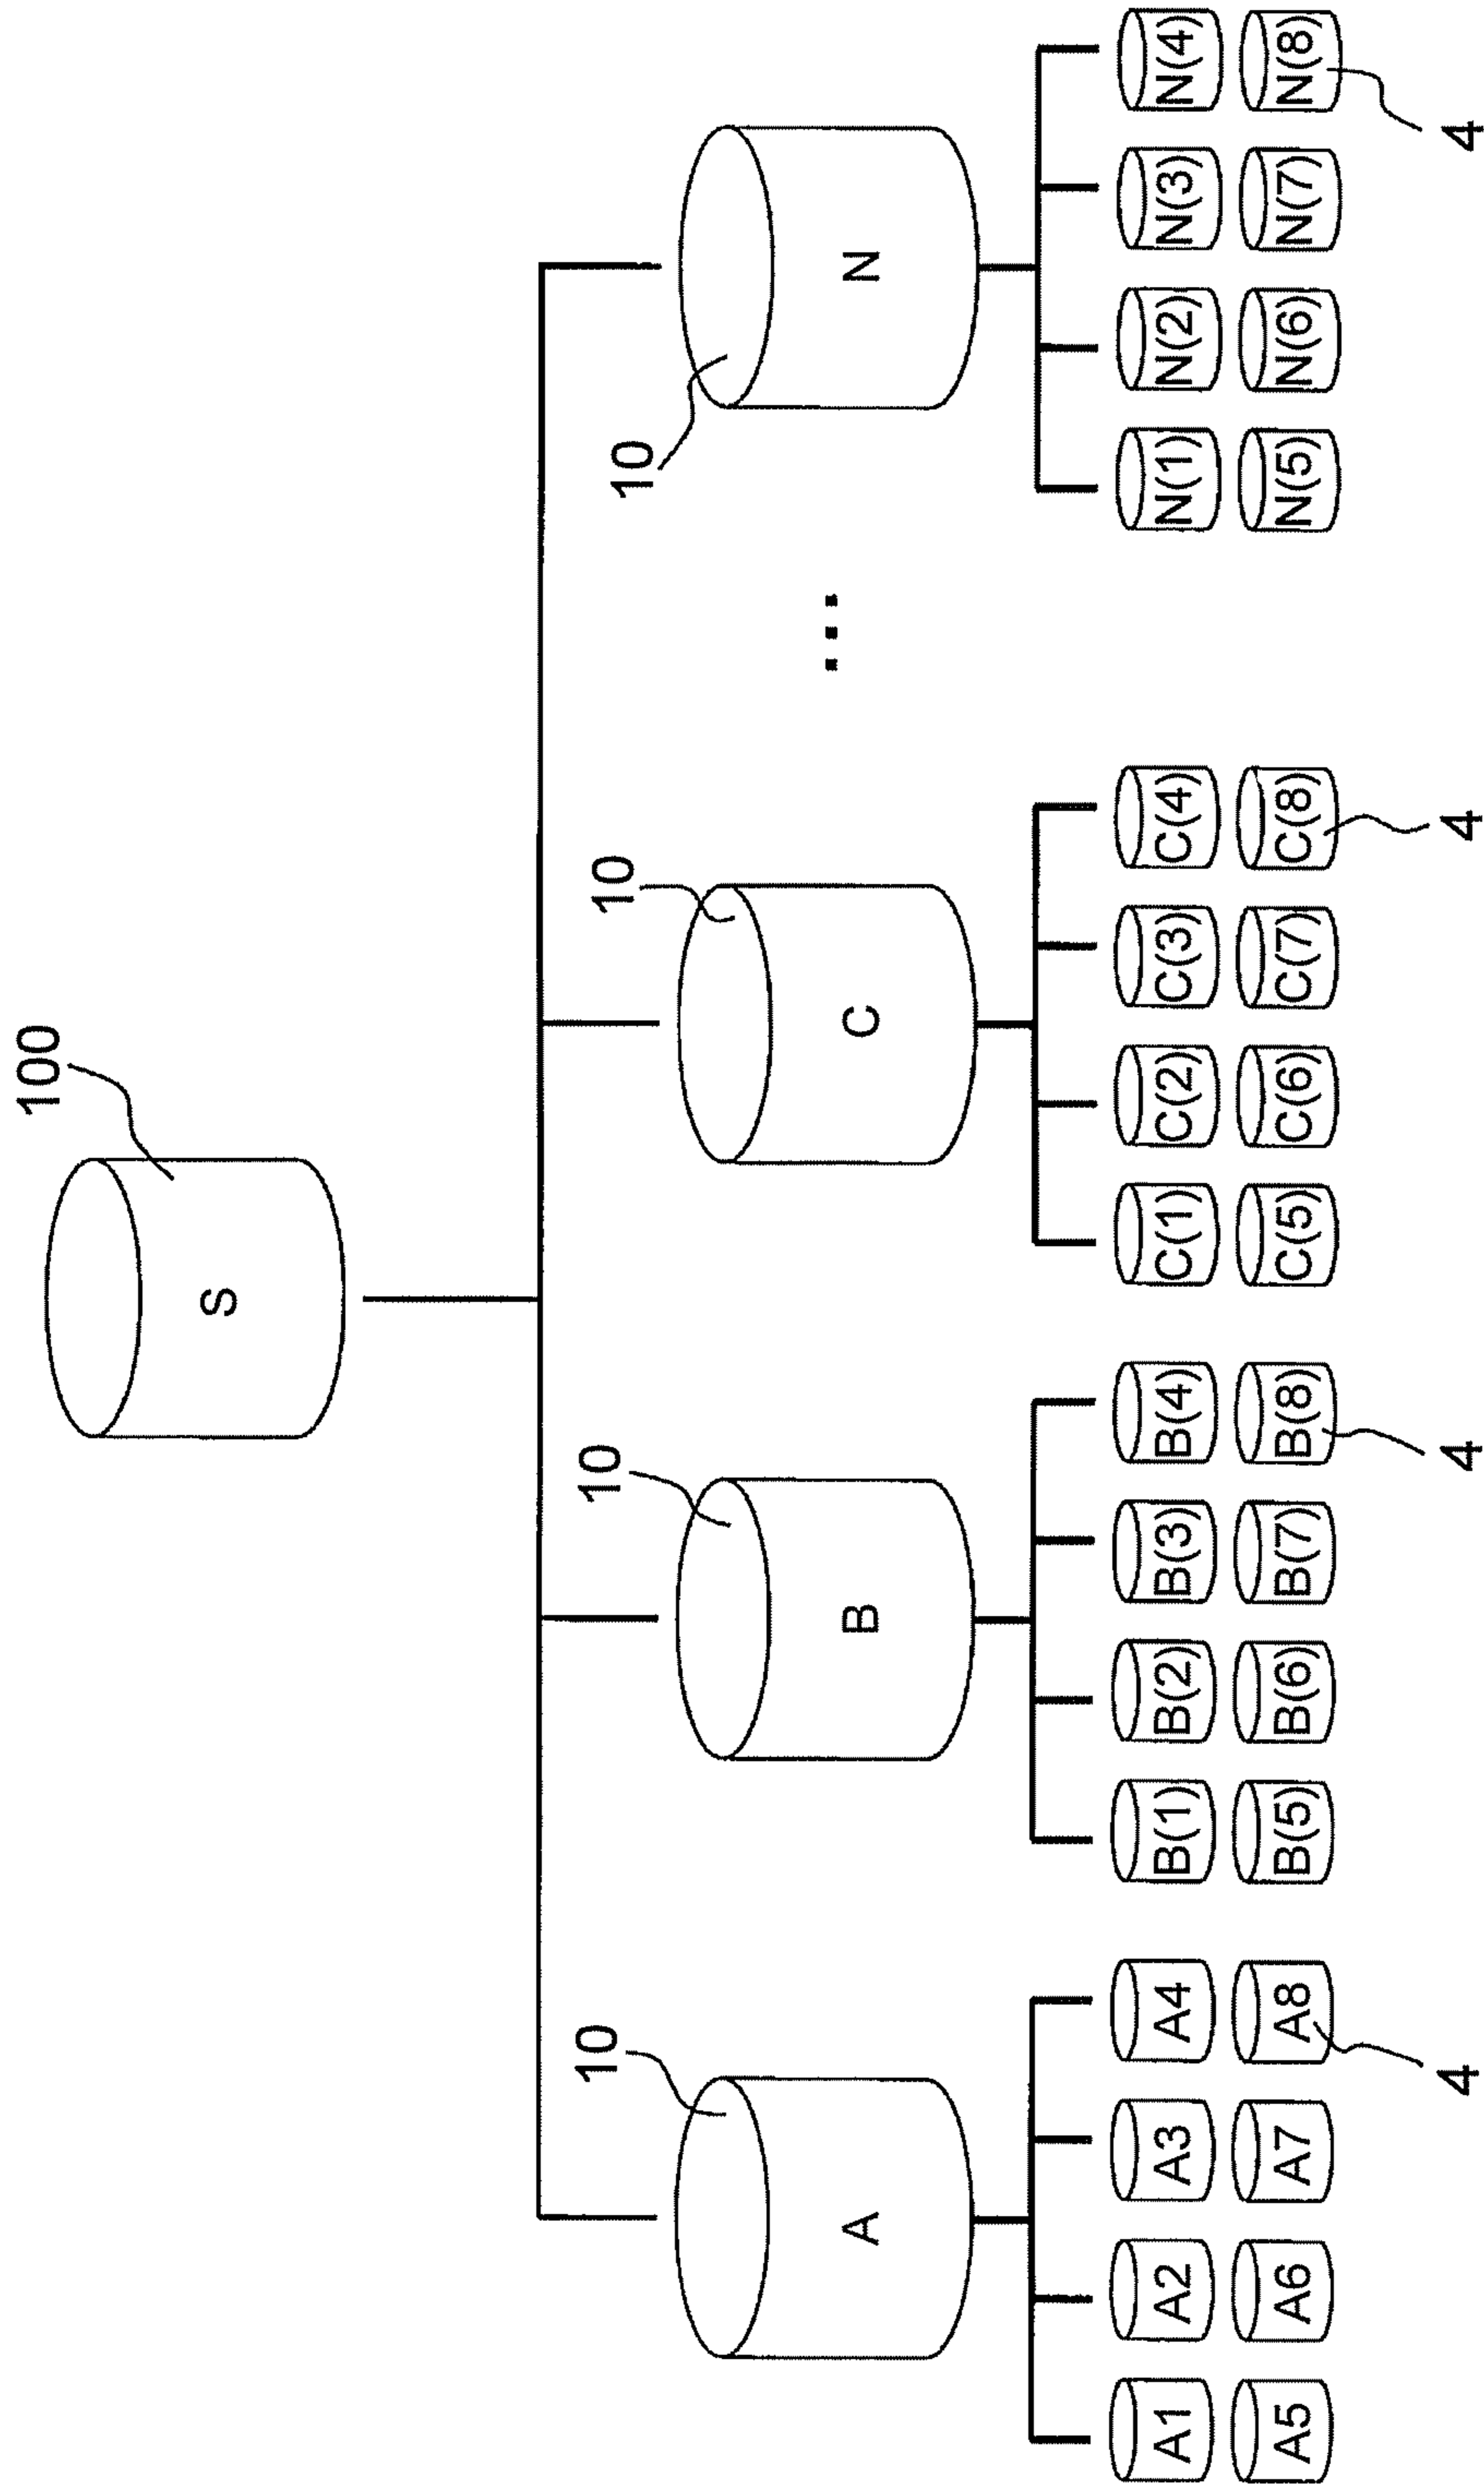 100
S
10
10
10
10
A
B
C
...
N
A1 A2 A3 A4
B(1) B(2) B(3) B(4)
C(1) C(2) C(3) C(4)
N(1) N(2) N(3) N(4)
A5 A6 A7 A8
B(5) B(6) B(7) B(8)
C(5) C(6) C(7) C(8)
N(5) N(6) N(7) N(8)
4
4
4
4